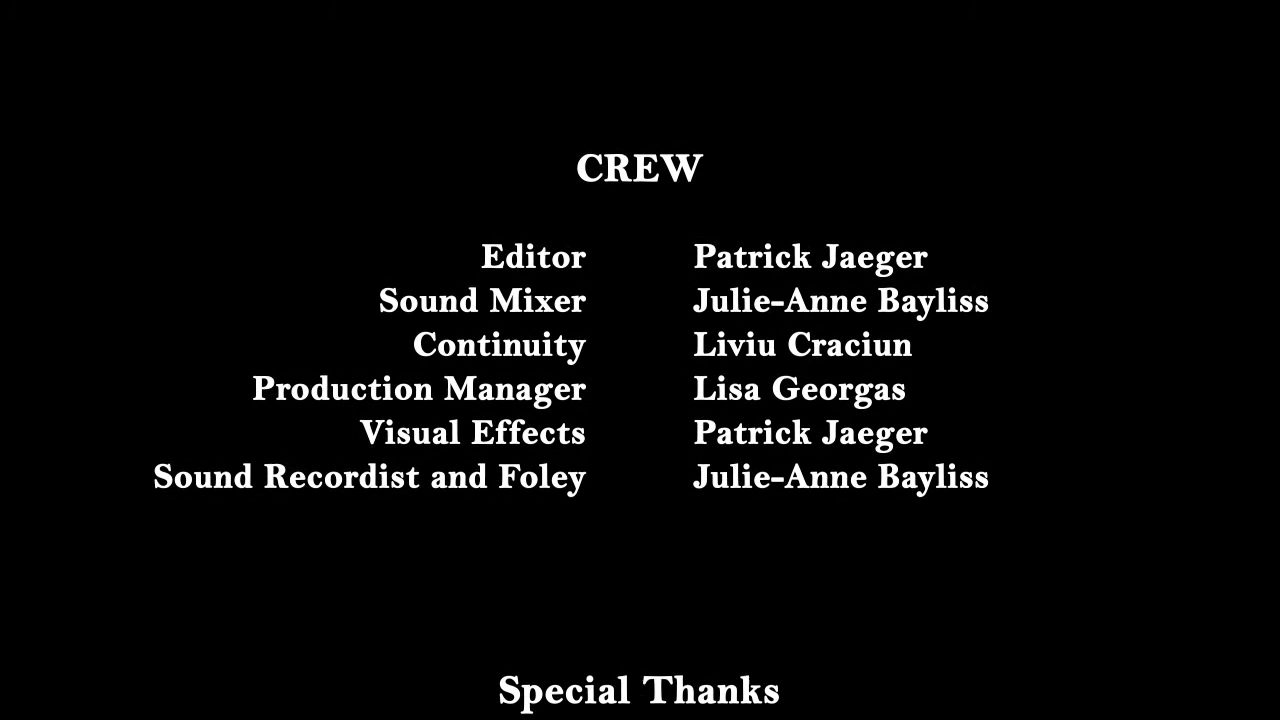 CREW
Editor Patrick Jaeger
Sound Mixer Julie-Anne Bayliss
Continuity Liviu Craciun
Production Manager Lisa Georgas
Visual Effects Patrick Jaeger
Sound Recordist and Foley Julie-Anne Bayliss
Special Thanks